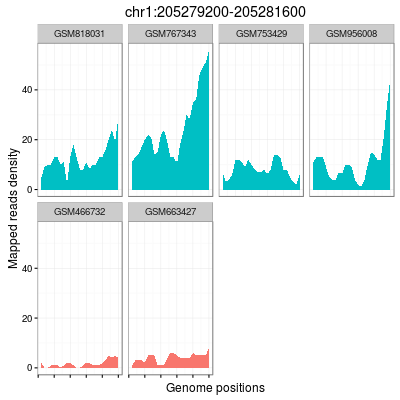 chr1:205279200-205281600
GSM818031 GSM767343 GSM753429 GSM956008
40
20
0
GSM466732 GSM663427
40
20
0
Mapped reads density
Genome positions